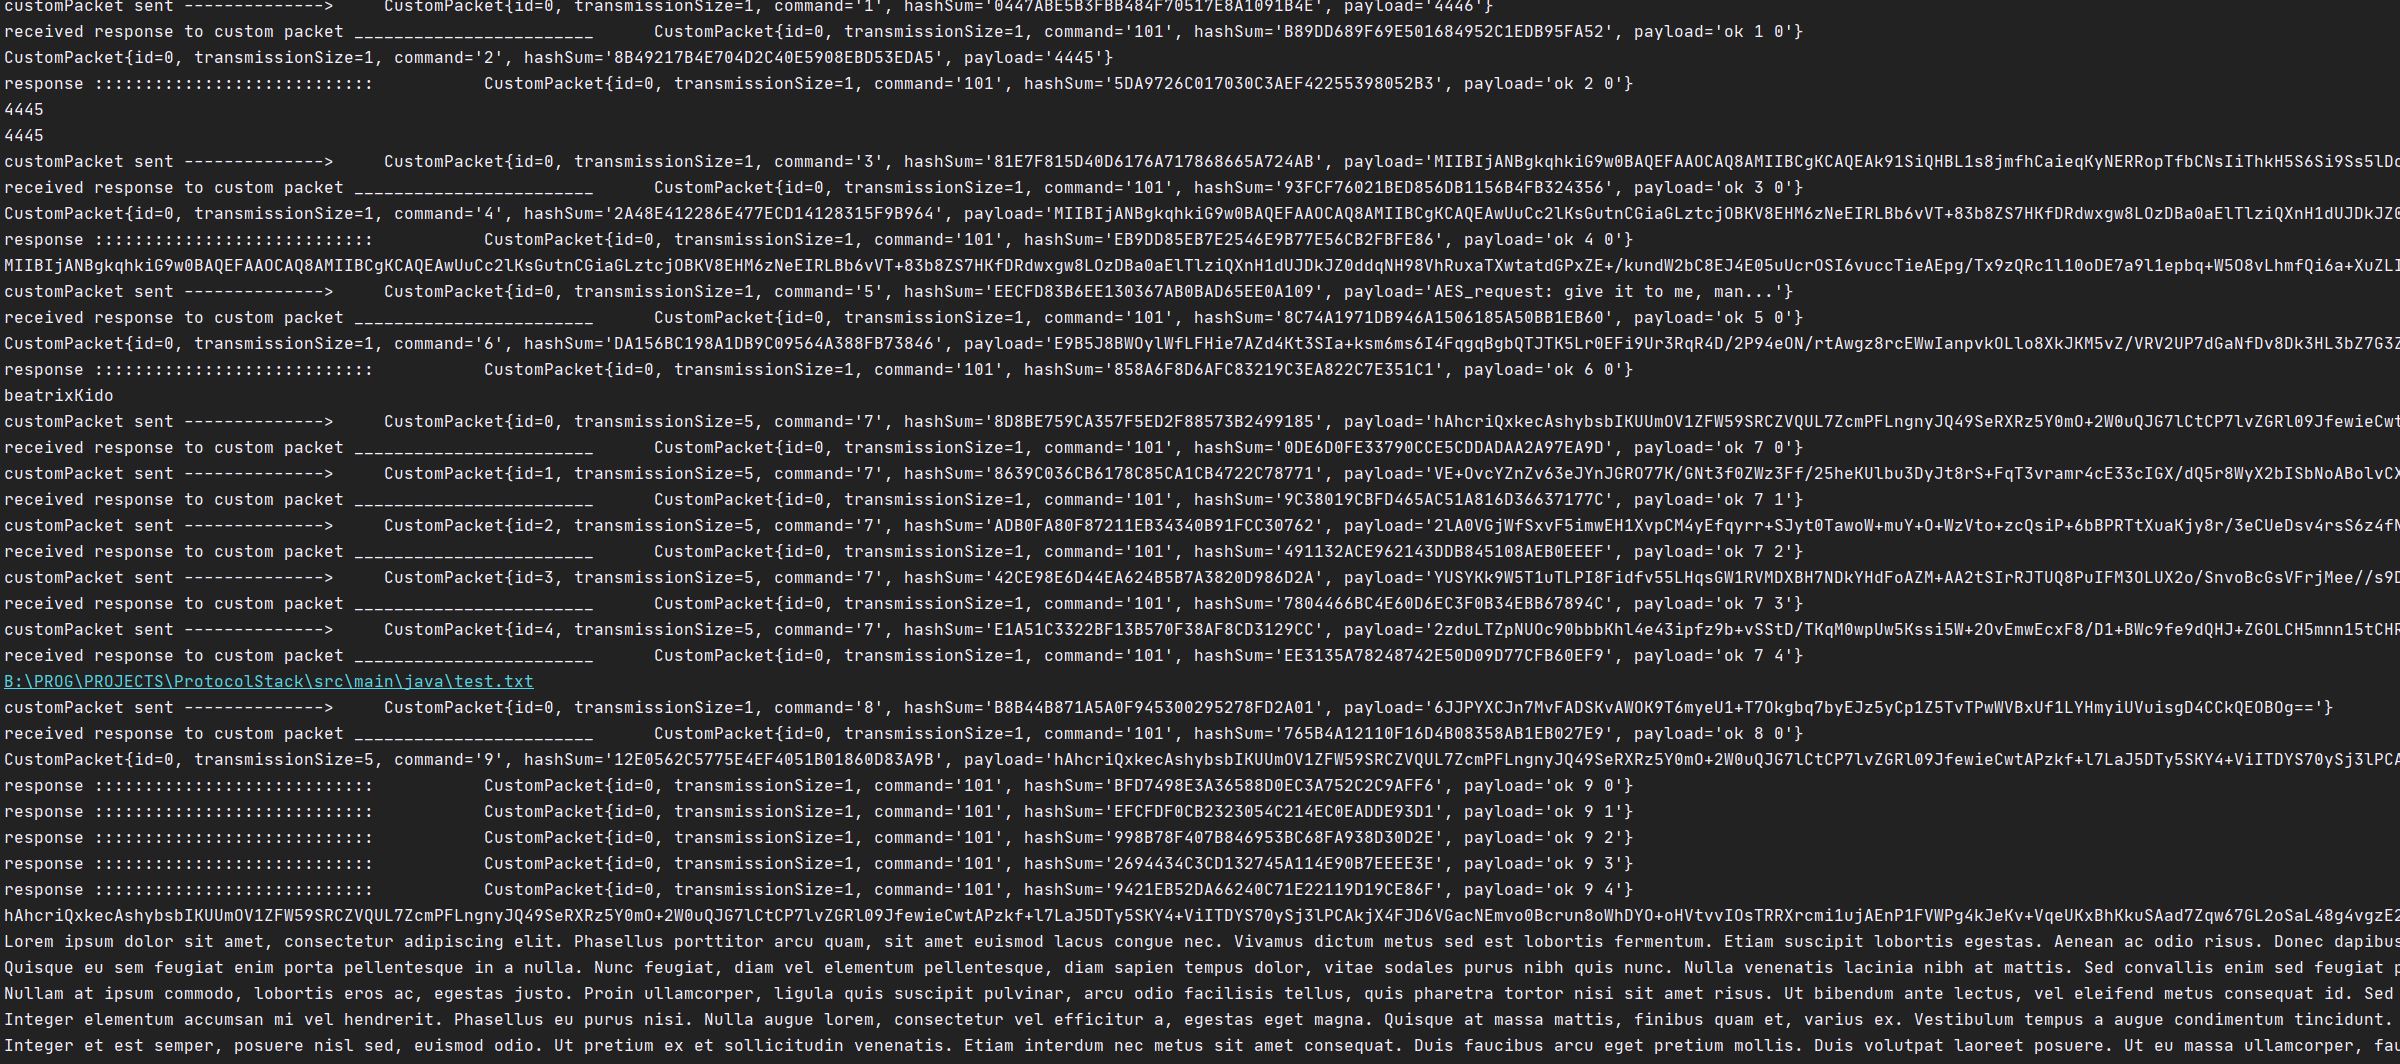 customPacket sent -------------->     CustomPacket{id=0, transmissionSize=1, command='1', hashSum='0447ABE5B3FBB484F70517E8A1091B4E', payload='4446'}
received response to custom packet ________________________      CustomPacket{id=0, transmissionSize=1, command='101', hashSum='B89DD689F69E501684952C1EDB95FA52', payload='ok 1 0'}
CustomPacket{id=0, transmissionSize=1, command='2', hashSum='8B49217B4E704D2C40E5908EBD53EDA5', payload='4445'}
response ::::::::::::::::::::::::::::           CustomPacket{id=0, transmissionSize=1, command='101', hashSum='5DA9726C017030C3AEF42255398052B3', payload='ok 2 0'}
4445
4445
customPacket sent -------------->     CustomPacket{id=0, transmissionSize=1, command='3', hashSum='81E7F815D40D6176A717868665A724AB', payload='MIIBIjANBgkqhkiG9w0BAQEFAAOCAQ8AMIIBCgKCAQEAk91SiQHBL1s8jmfhCaieqKyNERRopTfbCNsIiThkH5S6Si9Ss5lDc
received response to custom packet ________________________      CustomPacket{id=0, transmissionSize=1, command='101', hashSum='93FCF76021BED856DB1156B4FB324356', payload='ok 3 0'}
CustomPacket{id=0, transmissionSize=1, command='4', hashSum='2A48E412286E477ECD14128315F9B964', payload='MIIBIjANBgkqhkiG9w0BAQEFAAOCAQ8AMIIBCgKCAQEAwUuCc2lKsGutnCGiaGLztcjOBKV8EHM6zNeEIRLBb6vVT+83b8ZS7HKfDRdwxgw8LOzDBa0aElTlziQXnH1dUJDkJZ0
response ::::::::::::::::::::::::::::           CustomPacket{id=0, transmissionSize=1, command='101', hashSum='EB9DD85EB7E2546E9B77E56CB2FBFE86', payload='ok 4 0'}
MIIBIjANBgkqhkiG9w0BAQEFAAOCAQ8AMIIBCgKCAQEAwUuCc2lKsGutnCGiaGLztcjOBKV8EHM6zNeEIRLBb6vVT+83b8ZS7HKfDRdwxgw8LOzDBa0aElTlziQXnH1dUJDkJZ0ddqNH98VhRuxaTXwtatdGPxZE+/kundW2bC8EJ4E05uUcrOSI6vuccTieAEpg/Tx9zQRc1l10oDE7a9l1epbq+W5O8vLhmfQi6a+XuZLI
customPacket sent -------------->     CustomPacket{id=0, transmissionSize=1, command='5', hashSum='EECFD83B6EE130367AB0BAD65EE0A109', payload='AES_request: give it to me, man...'}
received response to custom packet ________________________      CustomPacket{id=0, transmissionSize=1, command='101', hashSum='8C74A1971DB946A1506185A50BB1EB60', payload='ok 5 0'}
CustomPacket{id=0, transmissionSize=1, command='6', hashSum='DA156BC198A1DB9C09564A388FB73846', payload='E9B5J8BWOylWfLFHie7AZd4Kt3SIa+ksm6ms6I4FqgqBgbQTJTK5Lr0EFi9Ur3RqR4D/2P94eON/rtAwgz8rcEWwIanpvkOLlo8XkJKM5vZ/VRV2UP7dGaNfDv8Dk3HL3bZ7G3Z
response ::::::::::::::::::::::::::::           CustomPacket{id=0, transmissionSize=1, command='101', hashSum='858A6F8D6AFC83219C3EA822C7E351C1', payload='ok 6 0'}
beatrixKido
customPacket sent -------------->     CustomPacket{id=0, transmissionSize=5, command='7', hashSum='8D8BE759CA357F5ED2F88573B2499185', payload='hAhcriQxkecAshybsbIKUUmOV1ZFW59SRCZVQUL7ZcmPFLngnyJQ49SeRXRz5Y0mO+2W0uQJG7lCtCP7lvZGRl09JfewieCwt
received response to custom packet ________________________      CustomPacket{id=0, transmissionSize=1, command='101', hashSum='0DE6D0FE33790CCE5CDDADAA2A97EA9D', payload='ok 7 0'}
customPacket sent -------------->     CustomPacket{id=1, transmissionSize=5, command='7', hashSum='8639C036CB6178C85CA1CB4722C78771', payload='VE+OvcYZnZv63eJYnJGRO77K/GNt3f0ZWz3Ff/25heKUlbu3DyJt8rS+FqT3vramr4cE33cIGX/dQ5r8WyX2bISbNoABolvCX
received response to custom packet ________________________      CustomPacket{id=0, transmissionSize=1, command='101', hashSum='9C38019CBFD465AC51A816D36637177C', payload='ok 7 1'}
customPacket sent -------------->     CustomPacket{id=2, transmissionSize=5, command='7', hashSum='ADB0FA80F87211EB34340B91FCC30762', payload='2lA0VGjWfSxvF5imwEH1XvpCM4yEfqyrr+SJyt0TawoW+muY+O+WzVto+zcQsiP+6bBPRTtXuaKjy8r/3eCUeDsv4rsS6z4fN
received response to custom packet ________________________      CustomPacket{id=0, transmissionSize=1, command='101', hashSum='491132ACE962143DDB845108AEB0EEEF', payload='ok 7 2'}
customPacket sent -------------->     CustomPacket{id=3, transmissionSize=5, command='7', hashSum='42CE98E6D44EA624B5B7A3820D986D2A', payload='YUSYKk9W5T1uTLPI8Fidfv55LHqsGW1RVMDXBH7NDkYHdFoAZM+AA2tSIrRJTUQ8PuIFM3OLUX2o/SnvoBcGsVFrjMee//s9D
received response to custom packet ________________________      CustomPacket{id=0, transmissionSize=1, command='101', hashSum='7804466BC4E60D6EC3F0B34EBB67894C', payload='ok 7 3'}
customPacket sent -------------->     CustomPacket{id=4, transmissionSize=5, command='7', hashSum='E1A51C3322BF13B570F38AF8CD3129CC', payload='2zduLTZpNUOc90bbbKhl4e43ipfz9b+vSStD/TKqM0wpUw5Kssi5W+2OvEmwEcxF8/D1+BWc9fe9dQHJ+ZGOLCH5mnn15tCHR
received response to custom packet ________________________      CustomPacket{id=0, transmissionSize=1, command='101', hashSum='EE3135A78248742E50D09D77CFB60EF9', payload='ok 7 4'}
B:\PROG\PROJECTS\ProtocolStack\src\main\java\test.txt
customPacket sent -------------->     CustomPacket{id=0, transmissionSize=1, command='8', hashSum='B8B44B871A5A0F945300295278FD2A01', payload='6JJPYXCJn7MvFADSKvAWOK9T6myeU1+T7Okgbq7byEJz5yCp1Z5TvTPwWVBxUf1LYHmyiUVuisgD4CCkQEOBOg=='}
received response to custom packet ________________________      CustomPacket{id=0, transmissionSize=1, command='101', hashSum='765B4A12110F16D4B08358AB1EB027E9', payload='ok 8 0'}
CustomPacket{id=0, transmissionSize=5, command='9', hashSum='12E0562C5775E4EF4051B01860D83A9B', payload='hAhcriQxkecAshybsbIKUUmOV1ZFW59SRCZVQUL7ZcmPFLngnyJQ49SeRXRz5Y0mO+2W0uQJG7lCtCP7lvZGRl09JfewieCwtAPzkf+l7LaJ5DTy5SKY4+ViITDYS70ySj3lPCA
response ::::::::::::::::::::::::::::           CustomPacket{id=0, transmissionSize=1, command='101', hashSum='BFD7498E3A36588D0EC3A752C2C9AFF6', payload='ok 9 0'}
response ::::::::::::::::::::::::::::           CustomPacket{id=0, transmissionSize=1, command='101', hashSum='EFCFDF0CB2323054C214EC0EADDE93D1', payload='ok 9 1'}
response ::::::::::::::::::::::::::::           CustomPacket{id=0, transmissionSize=1, command='101', hashSum='998B78F407B846953BC68FA938D30D2E', payload='ok 9 2'}
response ::::::::::::::::::::::::::::           CustomPacket{id=0, transmissionSize=1, command='101', hashSum='2694434C3CD132745A114E90B7EEEE3E', payload='ok 9 3'}
response ::::::::::::::::::::::::::::           CustomPacket{id=0, transmissionSize=1, command='101', hashSum='9421EB52DA66240C71E22119D19CE86F', payload='ok 9 4'}
hAhcriQxkecAshybsbIKUUmOV1ZFW59SRCZVQUL7ZcmPFLngnyJQ49SeRXRz5Y0mO+2W0uQJG7lCtCP7lvZGRl09JfewieCwtAPzkf+l7LaJ5DTy5SKY4+ViITDYS70ySj3lPCAkjX4FJD6VGacNEmvo0Bcrun8oWhDYO+oHVtvvIOsTRRXrcmi1ujAEnP1FVWPg4kJeKv+VqeUKxBhKkuSAad7Zqw67GL2oSaL48g4vgzE2
Lorem ipsum dolor sit amet, consectetur adipiscing elit. Phasellus porttitor arcu quam, sit amet euismod lacus congue nec. Vivamus dictum metus sed est lobortis fermentum. Etiam suscipit lobortis egestas. Aenean ac odio risus. Donec dapibus
Quisque eu sem feugiat enim porta pellentesque in a nulla. Nunc feugiat, diam vel elementum pellentesque, diam sapien tempus dolor, vitae sodales purus nibh quis nunc. Nulla venenatis lacinia nibh at mattis. Sed convallis enim sed feugiat p
Nullam at ipsum commodo, lobortis eros ac, egestas justo. Proin ullamcorper, ligula quis suscipit pulvinar, arcu odio facilisis tellus, quis pharetra tortor nisi sit amet risus. Ut bibendum ante lectus, vel eleifend metus consequat id. Sed
Integer elementum accumsan mi vel hendrerit. Phasellus eu purus nisi. Nulla augue lorem, consectetur vel efficitur a, egestas eget magna. Quisque at massa mattis, finibus quam et, varius ex. Vestibulum tempus a augue condimentum tincidunt.
Integer et est semper, posuere nisl sed, euismod odio. Ut pretium ex et sollicitudin venenatis. Etiam interdum nec metus sit amet consequat. Duis faucibus arcu eget pretium mollis. Duis volutpat laoreet posuere. Ut eu massa ullamcorper, fau